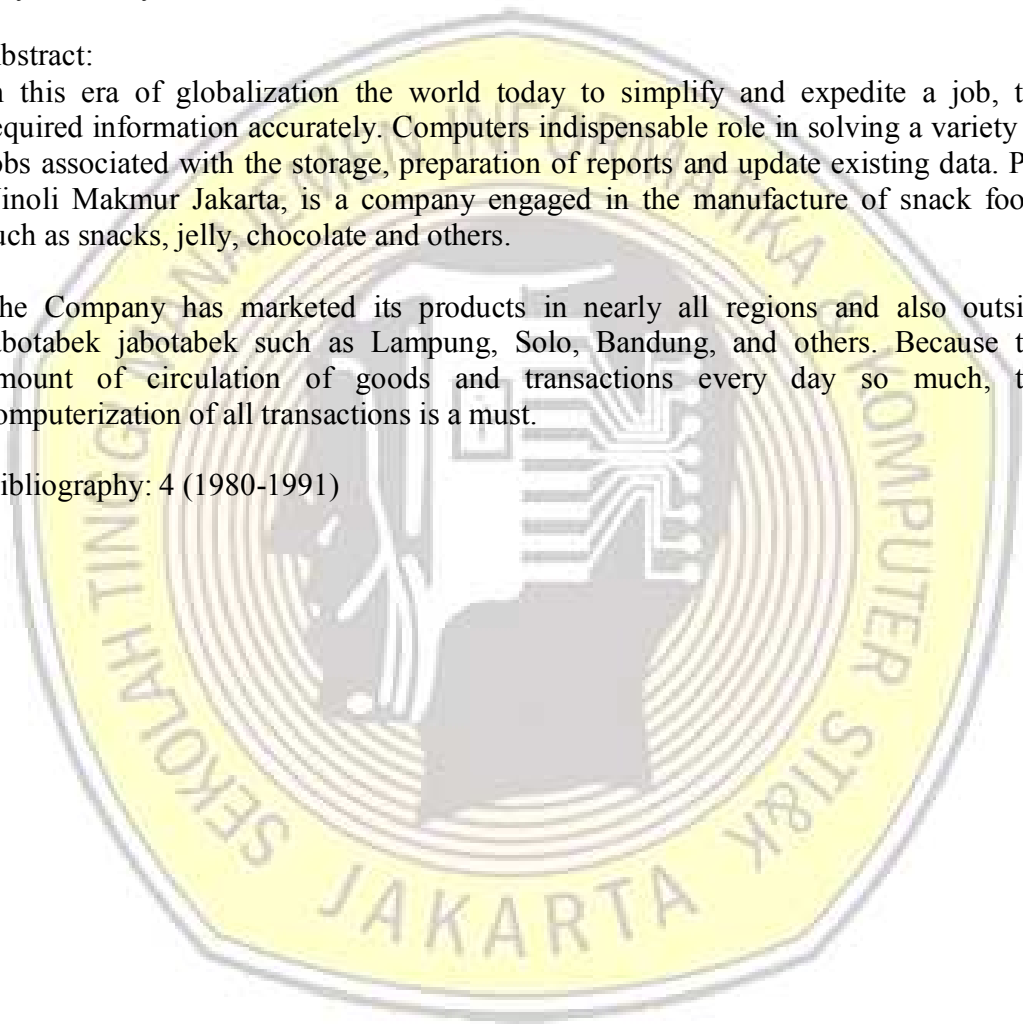 bstract:
n this era of globalization the world today to simplify and expedite a job, t
equired information accurately. Computers indispensable role in solving a variety
obs associated with the storage, preparation of reports and update existing data. P
inoli Makmur Jakarta, is a company engaged in the manufacture of snack foo
uch as snacks, jelly, chocolate and others.
he Company has marketed its products in nearly all regions and also outsi
abotabek jabotabek such as Lampung, Solo, Bandung, and others. Because t
mount of circulation of goods and transactions every day so much, t
omputerization of all transactions is a must.
ibliography: 4 (1980-1991)
SEKOLAH TINGGI MANAJEMEN INFORMATIKA & KOMPUTER STI&K
JAKARTA